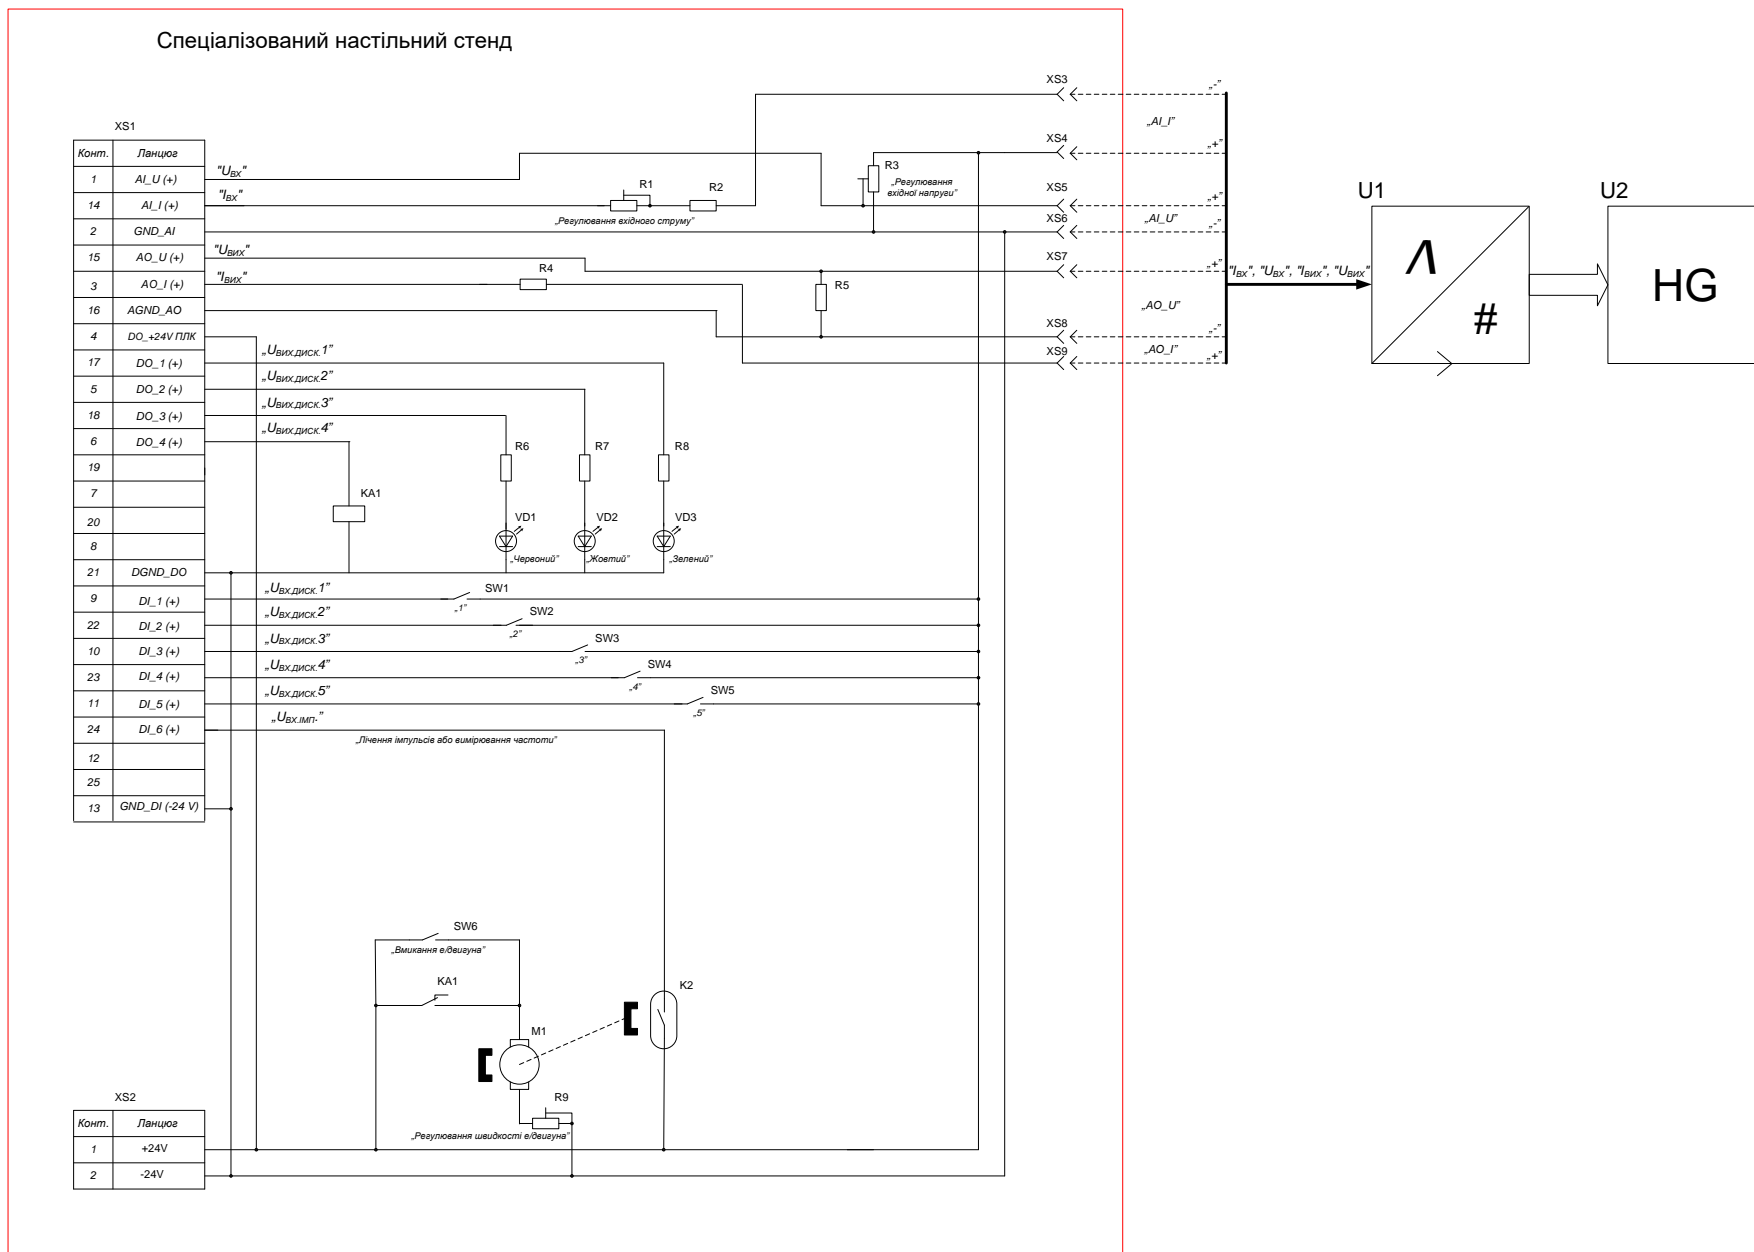 Спеціалізований настільний стенд
XS1
Конт. Ланцюг
1 AI_U (+) "UВХ"
14 AI_I (+) "IВХ"
2 GND_AI
15 AO_U (+) "UВИХ"
3 AO_I (+) "IВИХ"
16 AGND_AO
4 DO_+24V ПЛК
17 DO_1 (+) „UВИХ.ДИСК.1”
5 DO_2 (+) „UВИХ.ДИСК.2”
18 DO_3 (+) „UВИХ.ДИСК.3”
6 DO_4 (+) „UВИХ.ДИСК.4”
19
7
20
8
21 DGND_DO
9 DI_1 (+) „UВХ.ДИСК.1”
22 DI_2 (+) „UВХ.ДИСК.2”
10 DI_3 (+) „UВХ.ДИСК.3”
23 DI_4 (+) „UВХ.ДИСК.4”
11 DI_5 (+) „UВХ.ДИСК.5”
24 DI_6 (+) „UВХ.ІМП.”
12
25
13 GND_DI (-24 V)
R1
R2
„Регулювання вхідного струму”
R3
„Регулювання
вхідної напруги”
R4
R5
XS3
XS4
XS5
XS6
XS7
XS8
XS9
„-”
„AI_I”
„+”
„+”
„AI_U”
„-”
„+”
„AO_U”
„-”
„AO_I”
„+”
"IВХ", "UВХ", "IВИХ", "UВИХ"
U1
Λ
#
U2
HG
R6
R7
R8
KA1
VD1
„Червоний”
VD2
„Жовтий”
VD3
„Зелений”
SW1
„1”
SW2
„2”
SW3
„3”
SW4
„4”
SW5
„5”
„Лічення імпульсів або вимірювання частоти”
SW6
„Вмикання е/двигуна”
KA1
K2
M1
R9
„Регулювання швидкості е/двигуна”
XS2
Конт. Ланцюг
1 +24V
2 -24V